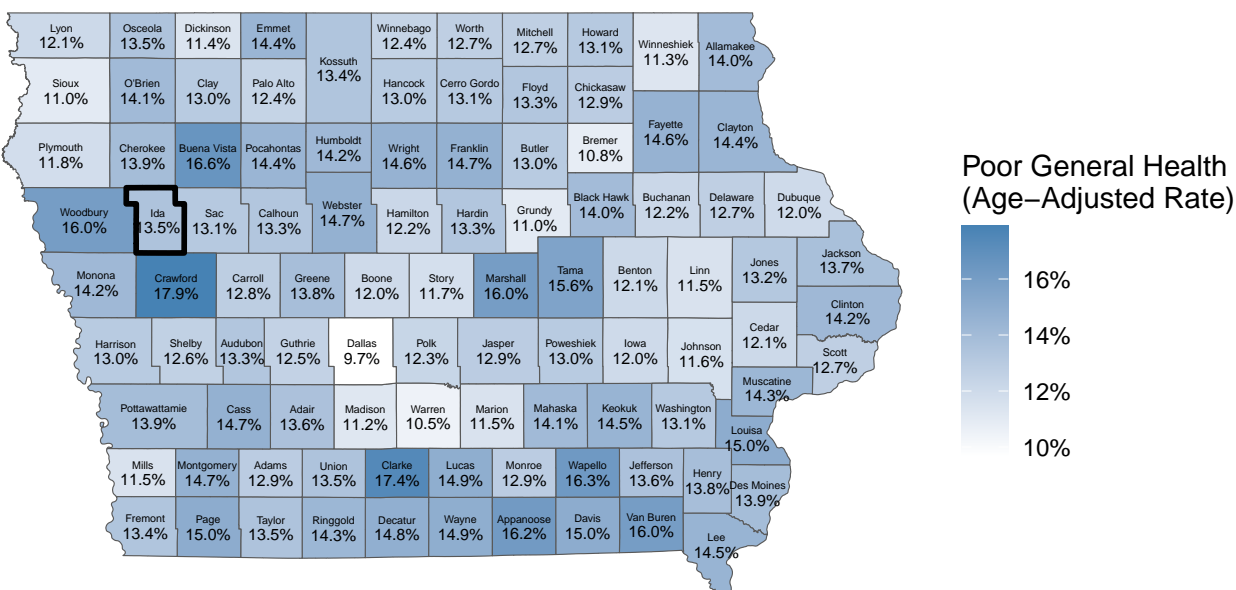 Lyon
12.1%
Osceola
13.5%
Dickinson
11.4%
Emmet
14.4%
Kossuth
13.4%
Winnebago
12.4%
Worth
12.7%
Mitchell
12.7%
Howard
13.1%
Winneshiek
11.3%
Allamakee
14.0%
Sioux
11.0%
O'Brien
14.1%
Clay
13.0%
Palo Alto
12.4%
Hancock
13.0%
Cerro Gordo
13.1%
Floyd
13.3%
Chickasaw
12.9%
Fayette
14.6%
Clayton
14.4%
Plymouth
11.8%
Cherokee
13.9%
Buena Vista
16.6%
Pocahontas
14.4%
Humboldt
14.2%
Wright
14.6%
Franklin
14.7%
Butler
13.0%
Bremer
10.8%
Woodbury
16.0%
Ida
13.5%
Sac
13.1%
Calhoun
13.3%
Webster
14.7%
Hamilton
12.2%
Hardin
13.3%
Grundy
11.0%
Black Hawk
14.0%
Buchanan
12.2%
Delaware
12.7%
Dubuque
12.0%
Monona
14.2%
Crawford
17.9%
Carroll
12.8%
Greene
13.8%
Boone
12.0%
Story
11.7%
Marshall
16.0%
Tama
15.6%
Benton
12.1%
Linn
11.5%
Jones
13.2%
Jackson
13.7%
Clinton
14.2%
Harrison
13.0%
Shelby
12.6%
Audubon
13.3%
Guthrie
12.5%
Dallas
9.7%
Polk
12.3%
Jasper
12.9%
Poweshiek
13.0%
Iowa
12.0%
Johnson
11.6%
Cedar
12.1%
Scott
12.7%
Muscatine
14.3%
Pottawattamie
13.9%
Cass
14.7%
Adair
13.6%
Madison
11.2%
Warren
10.5%
Marion
11.5%
Mahaska
14.1%
Keokuk
14.5%
Washington
13.1%
Louisa
15.0%
Mills
11.5%
Montgomery
14.7%
Adams
12.9%
Union
13.5%
Clarke
17.4%
Lucas
14.9%
Monroe
12.9%
Wapello
16.3%
Jefferson
13.6%
Henry
13.8%
Des Moines
13.9%
Fremont
13.4%
Page
15.0%
Taylor
13.5%
Ringgold
14.3%
Decatur
14.8%
Wayne
14.9%
Appanoose
16.2%
Davis
15.0%
Van Buren
16.0%
Lee
14.5%
Poor General Health
(Age−Adjusted Rate)
16%
14%
12%
10%